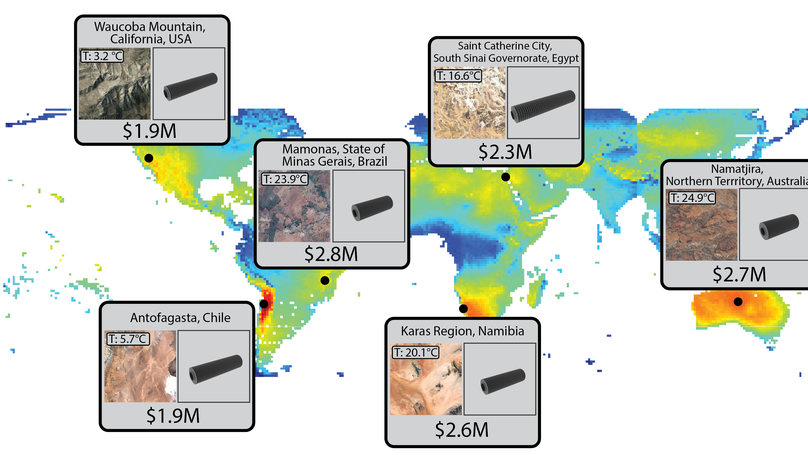 Waucoba Mountain,
California, USA
T: 3.2 °C
$1.9M
Saint Catherine City,
South Sinai Governorate, Egypt
T: 16.6°C
$2.3M
Mamonas, State of
Minas Gerais, Brazil
T: 23.9°C
$2.8M
Namatjira,
Northern Terrritory, Australia
T: 24.9°C
$2.7M
Antofagasta, Chile
T: 5.7°C
$1.9M
Karas Region, Namibia
T: 20.1°C
$2.6M